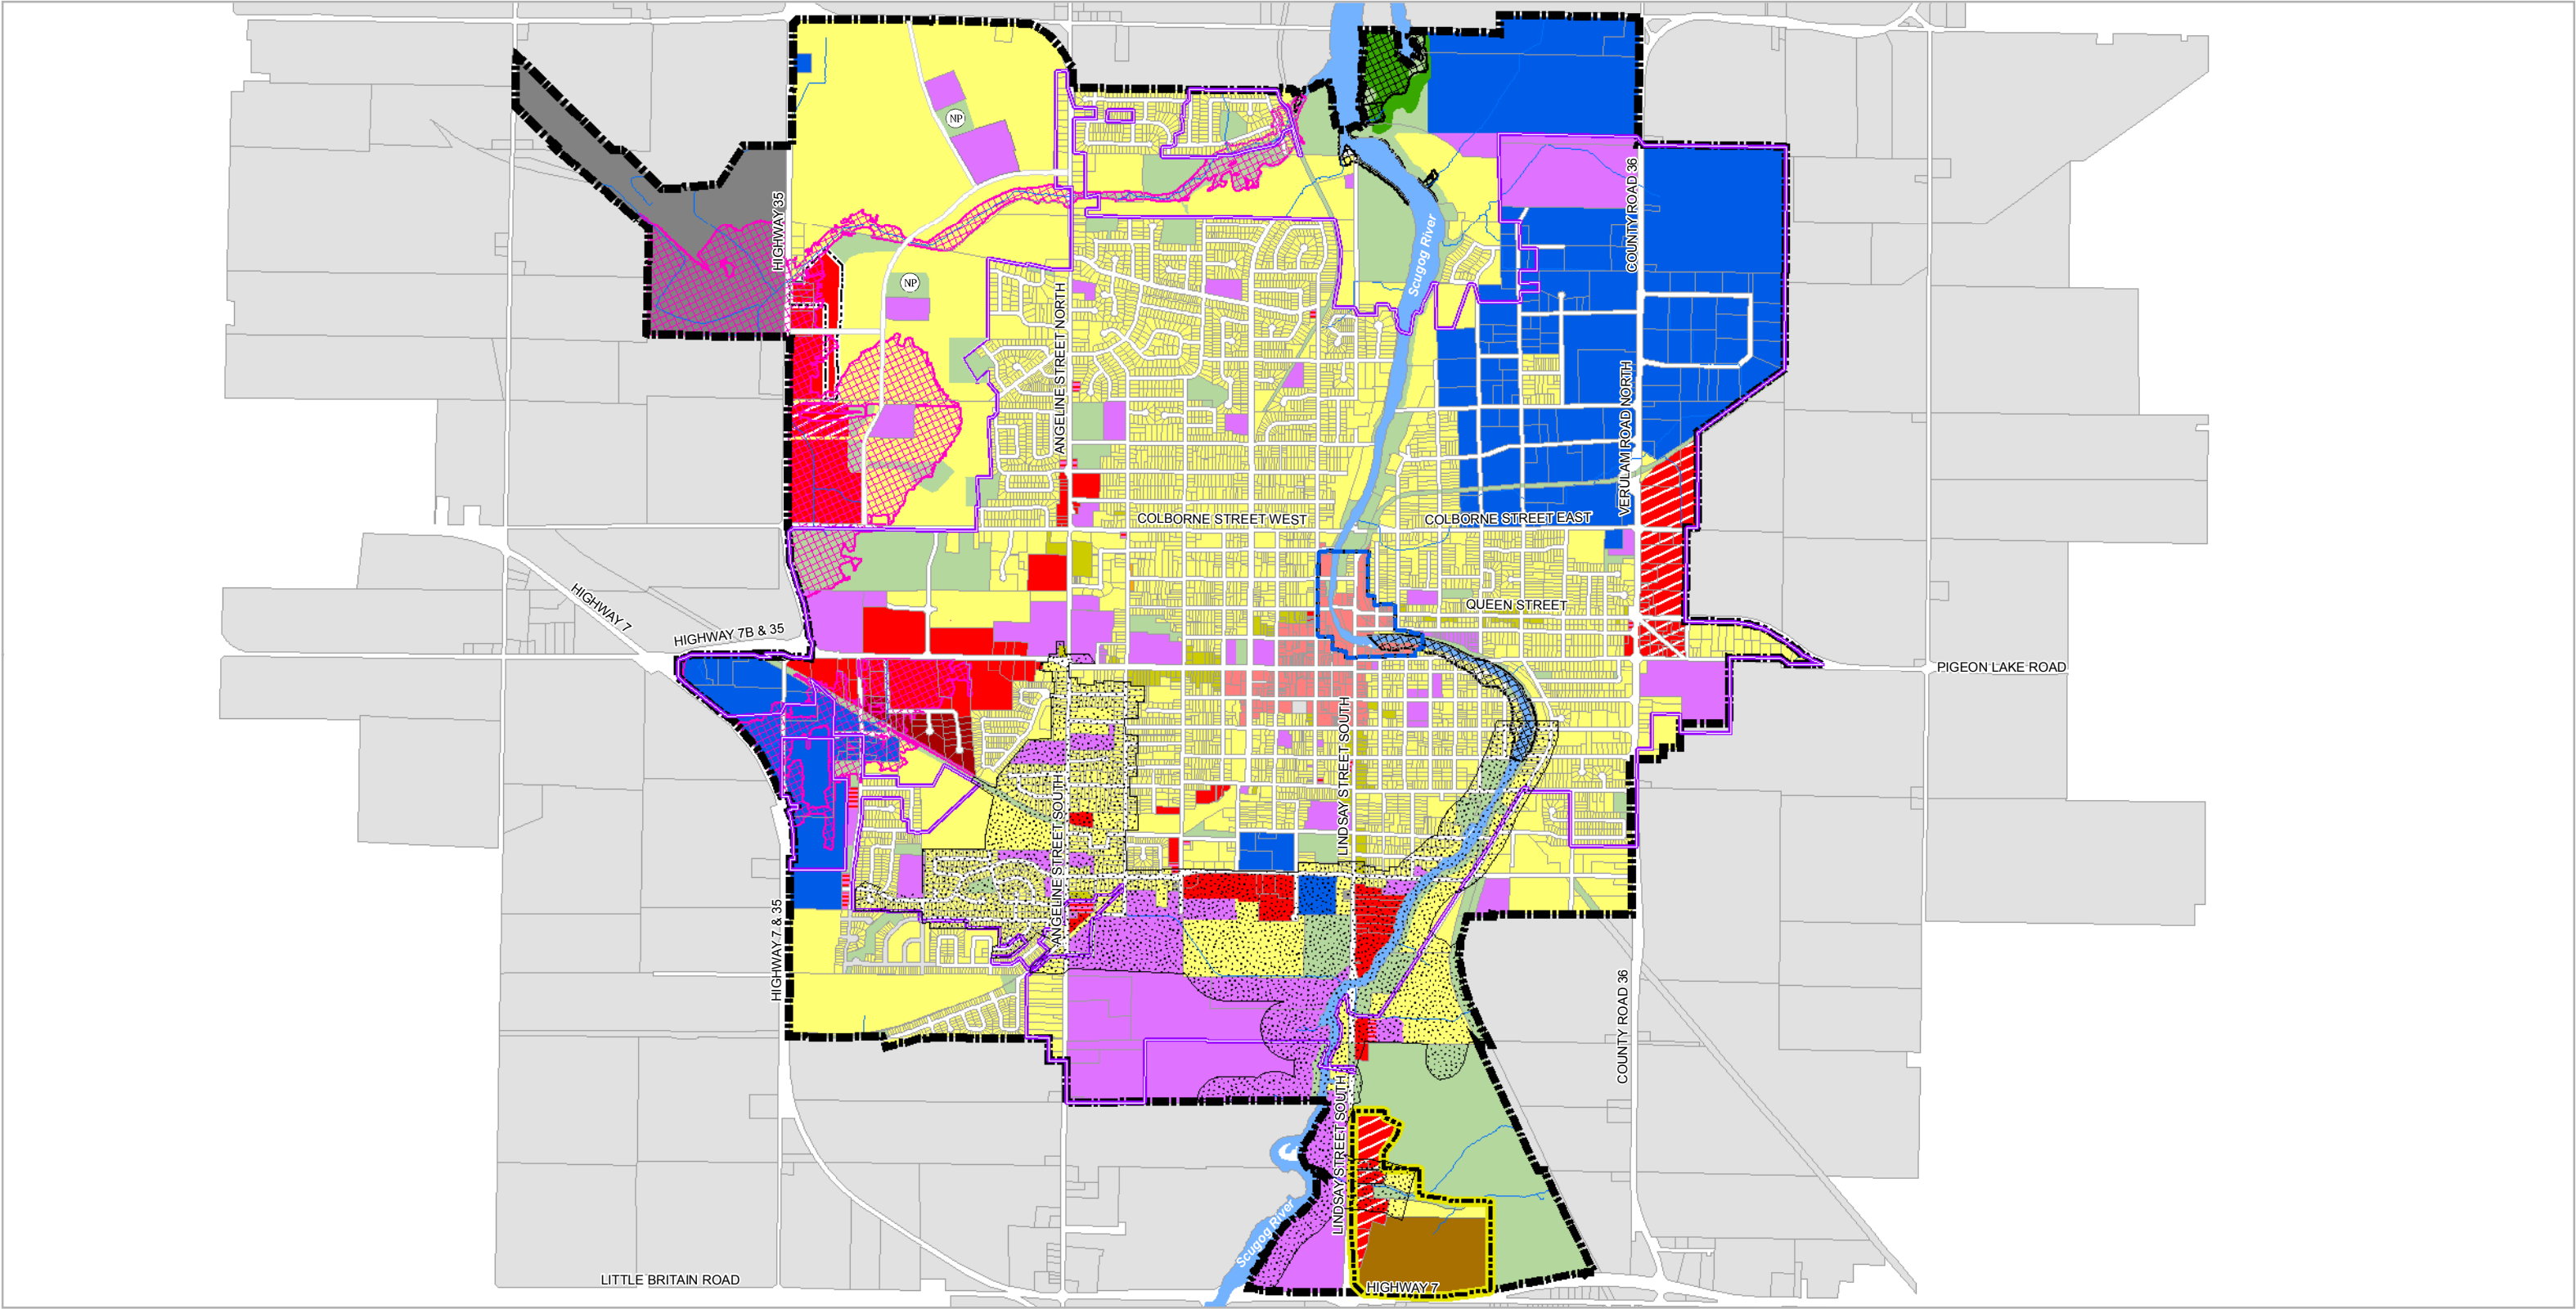 NP
COUNTY ROAD 36
HIGHWAY 35
Scugog River
NP
ANGELINE STREET NORTH
VERULAM ROAD NORTH
COLBORNE STREET WEST
COLBORNE STREET EAST
HIGHWAY 7
QUEEN STREET
HIGHWAY 7B & 35
PIGEON LAKE ROAD
LINDSAY STREET SOUTH
ANGELINE STREET SOUTH
HIGHWAY 7 & 35
COUNTY ROAD 36
LINDSAY STREET SOUTH
Scugog River
LITTLE BRITAIN ROAD
HIGHWAY 7